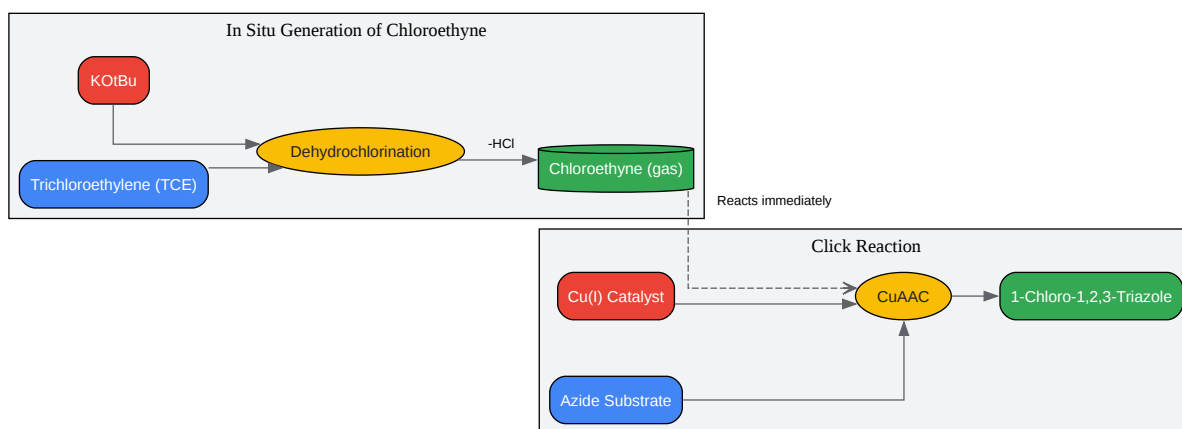 In Situ Generation of Chloroethyne
KOtBu
Trichloroethylene (TCE)
Dehydrochlorination
-HCl
Chloroethyne (gas)
Reacts immediately
Click Reaction
Cu(I) Catalyst
CuAAC
1-Chloro-1,2,3-Triazole
Azide Substrate